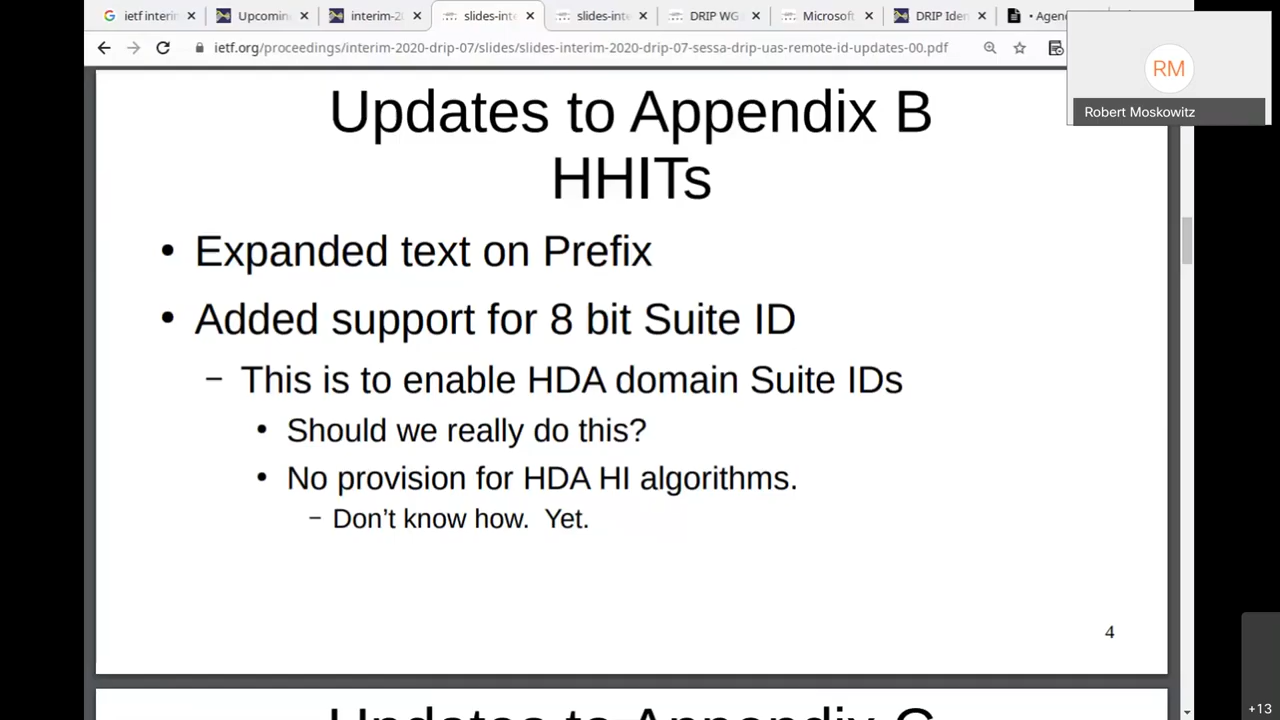 ietf interi
Upcomin
interim-2
slides-int
slides-int
DRIP WG
Microsoft
DRIP Iden
• Agen
ietf.org/proceedings/interim-2020-drip-07/slides/slides-interim-2020-drip-07-sessa-drip-uas-remote-id-updates-00.pdf
RM
Robert Moskowitz
Updates to Appendix B
HHITs
• Expanded text on Prefix
• Added support for 8 bit Suite ID
– This is to enable HDA domain Suite IDs
• Should we really do this?
• No provision for HDA HI algorithms.
– Don’t know how. Yet.
4
Updates to Appendix C
+13